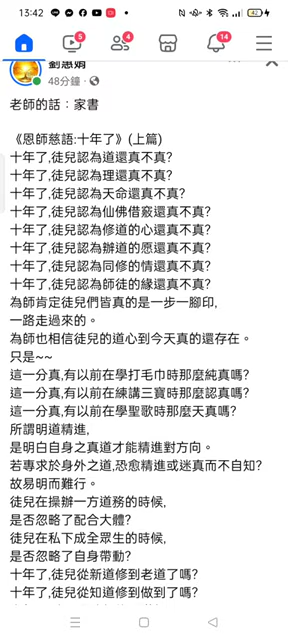 13:42
42
5
4
14
劉惠娟
48分鐘
老師的話：家書
《恩師慈語:十年了》(上篇)
十年了,徒兒認為道還真不真?
十年了,徒兒認為理還真不真?
十年了,徒兒認為天命還真不真?
十年了,徒兒認為仙佛借竅還真不真?
十年了,徒兒認為修道的心還真不真?
十年了,徒兒認為辦道的愿還真不真?
十年了,徒兒認為同修的情還真不真?
十年了,徒兒認為師徒的緣還真不真?
為師肯定徒兒們皆真的是一步一腳印,
一路走過來的。
為師也相信徒兒的道心到今天真的還存在。
只是~~
這一分真,有以前在學打毛巾時那麼純真嗎?
這一分真,有以前在練講三寶時那麼認真嗎?
這一分真,有以前在學聖歌時那麼天真嗎?
所謂明道精進,
是明白自身之真道才能精進對方向。
若專求於身外之道,恐愈精進或迷真而不自知?
故易明而難行。
徒兒在操辦一方道務的時候,
是否忽略了配合大體?
徒兒在私下成全眾生的時候,
是否忽略了自身帶動?
十年了,徒兒從新道修到老道了嗎?
十年了,徒兒從知道修到做到了嗎?